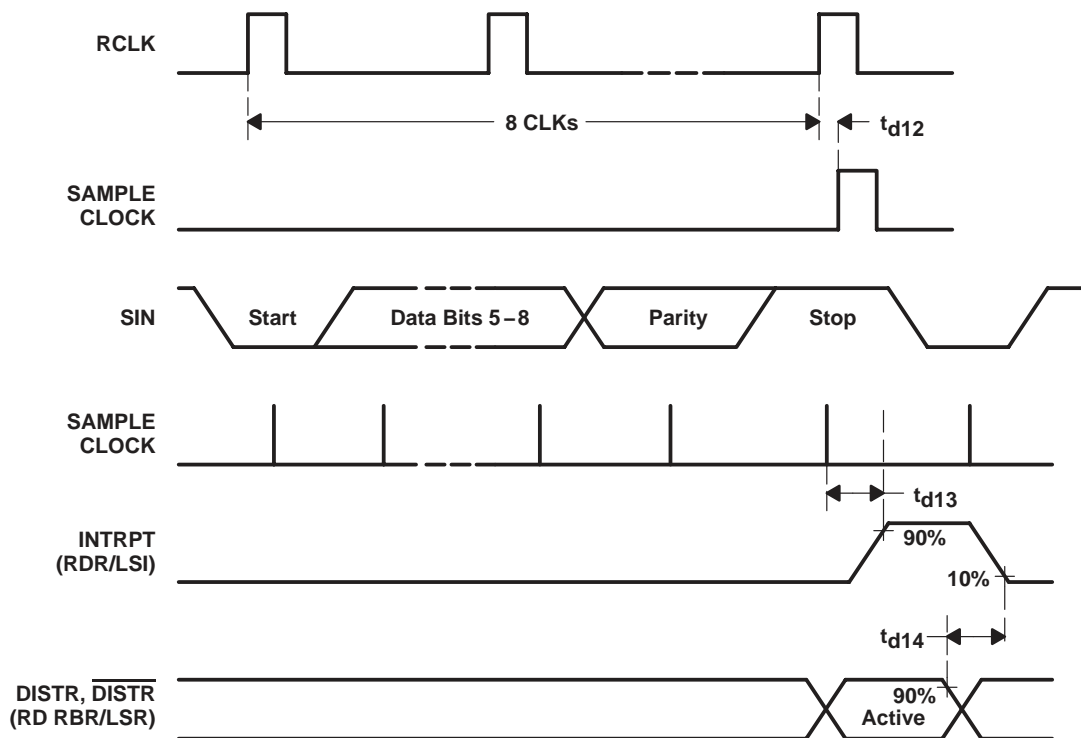 RCLK
8 CLKs
td12
SAMPLE
CLOCK
SIN
Start
Data Bits 5–8
Parity
Stop
SAMPLE
CLOCK
td13
INTRPT
(RDR/LSI)
90%
10%
td14
DISTR, DISTR
(RD RBR/LSR)
90%
Active